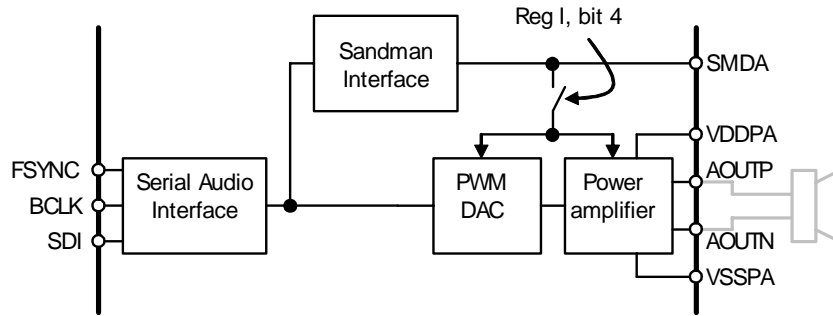 Reg I, bit 4
Sandman
Interface
SMDA
VDDPA
FSYNC
BCLK
SDI
Serial Audio
Interface
PWM
DAC
Power
amplifier
AOUTP
AOUTN
VSSPA